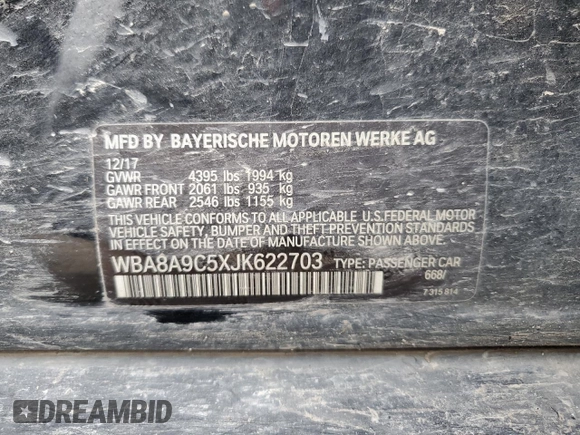 MFD BY BAYERISCHE MOTOREN WERKE AG
12/17
GVWR 4395 lbs 1994 kg
GAWR FRONT 2061 lbs 935 kg
GAWR REAR 2546 lbs 1155 kg
THIS VEHICLE CONFORMS TO ALL APPLICABLE U.S. FEDERAL MOTOR
VEHICLE SAFETY, BUMPER, AND THEFT PREVENTION STANDARDS
IN EFFECT ON THE DATE OF MANUFACTURE SHOWN ABOVE.
WBA8A9C5XJK622703 TYPE: PASSENGER CAR
668/
7 315 814
DREAMBID